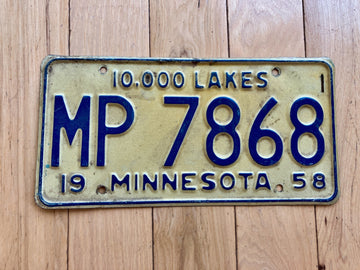 10,000 LAKES 1
MP 7868
19 MINNESOTA 58